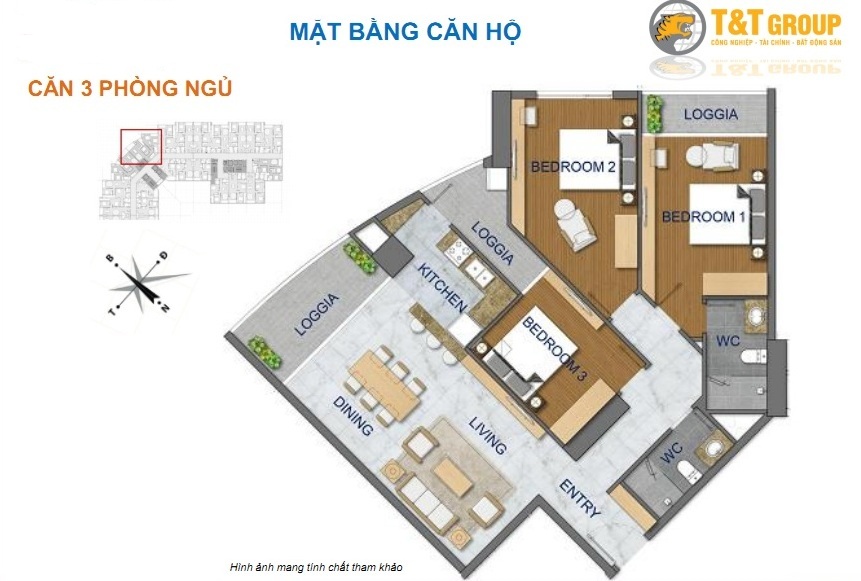 MẶT BẰNG CĂN HỘ
T&T GROUP
CÔNG NGHIỆP - TÀI CHÍNH - BẤT ĐỘNG SẢN
CĂN 3 PHÒNG NGỦ
LOGGIA
BEDROOM 2
BEDROOM 1
LOGGIA
KITCHEN
LOGGIA
B
Đ
T
N
BEDROOM 3
WC
DINING
LIVING
WC
ENTRY
Hình ảnh mang tính chất tham khảo